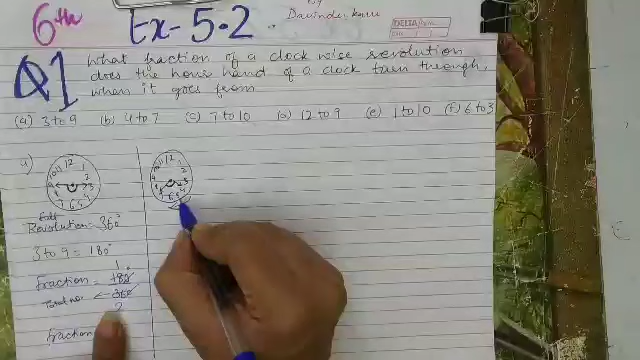 6th Ex-5.2 By
Davinder kaur
Q1 What fraction of a clock wise revolution
does the hour hand of a clock turn through,
when it goes from
(a) 3 to 9 (b) 4 to 7 (c) 7 to 10 (d) 12 to 9 (e) 1 to 10 (f) 6 to 3
a)
Revolution = 360°
3 to 9 = 180°
Fraction = 180° 1
Total no. 360° 2
fraction